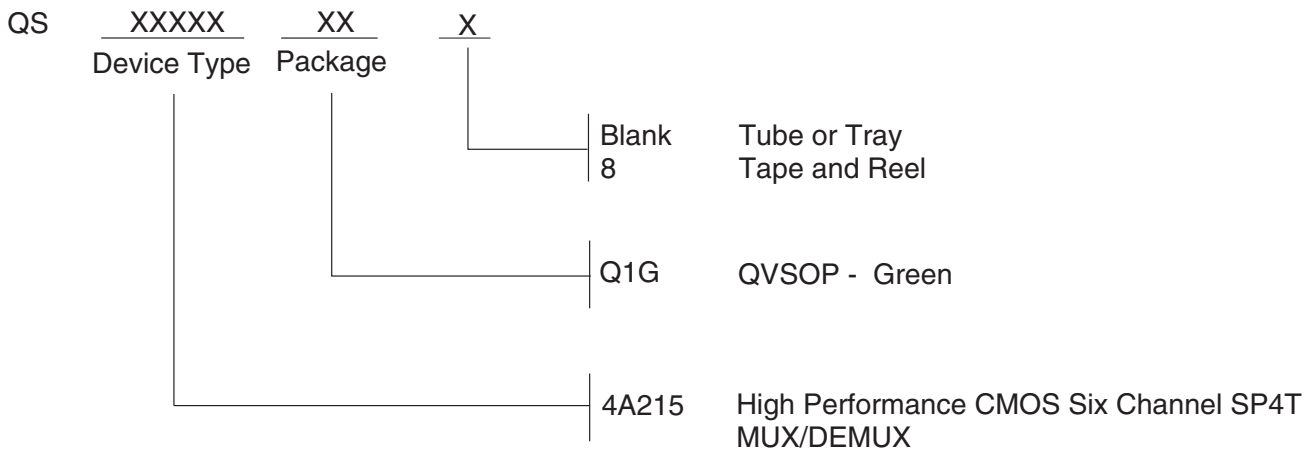 QS XXXXX XX X
Device Type Package
Blank Tube or Tray
8 Tape and Reel
Q1G QVSOP - Green
4A215 High Performance CMOS Six Channel SP4T
MUX/DEMUX